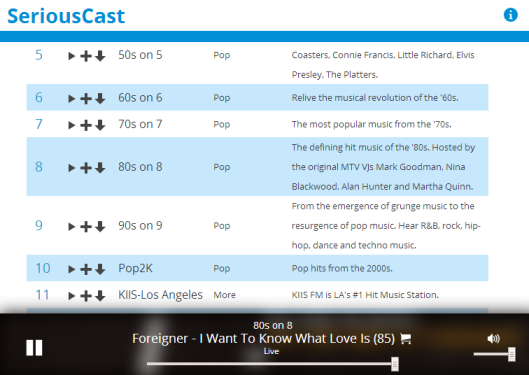 SeriousCast
5 50s on 5 Pop Coasters, Connie Francis, Little Richard, Elvis
Presley, The Platters.
6 60s on 6 Pop Relive the musical revolution of the '60s.
7 70s on 7 Pop The most popular music from the '70s.
The defining hit music of the '80s. Hosted by
8 80s on 8 Pop the original MTV VJs Mark Goodman, Nina
Blackwood, Alan Hunter and Martha Quinn.
From the emergence of grunge music to the
9 90s on 9 Pop resurgence of pop music. Hear R&B, rock, hip-
hop, dance and techno music.
10 Pop2K Pop Pop hits from the 2000s.
11 KIIS-Los Angeles More KIIS FM is LA's #1 Hit Music Station.
80s on 8
Foreigner - I Want To Know What Love Is (85)
Live